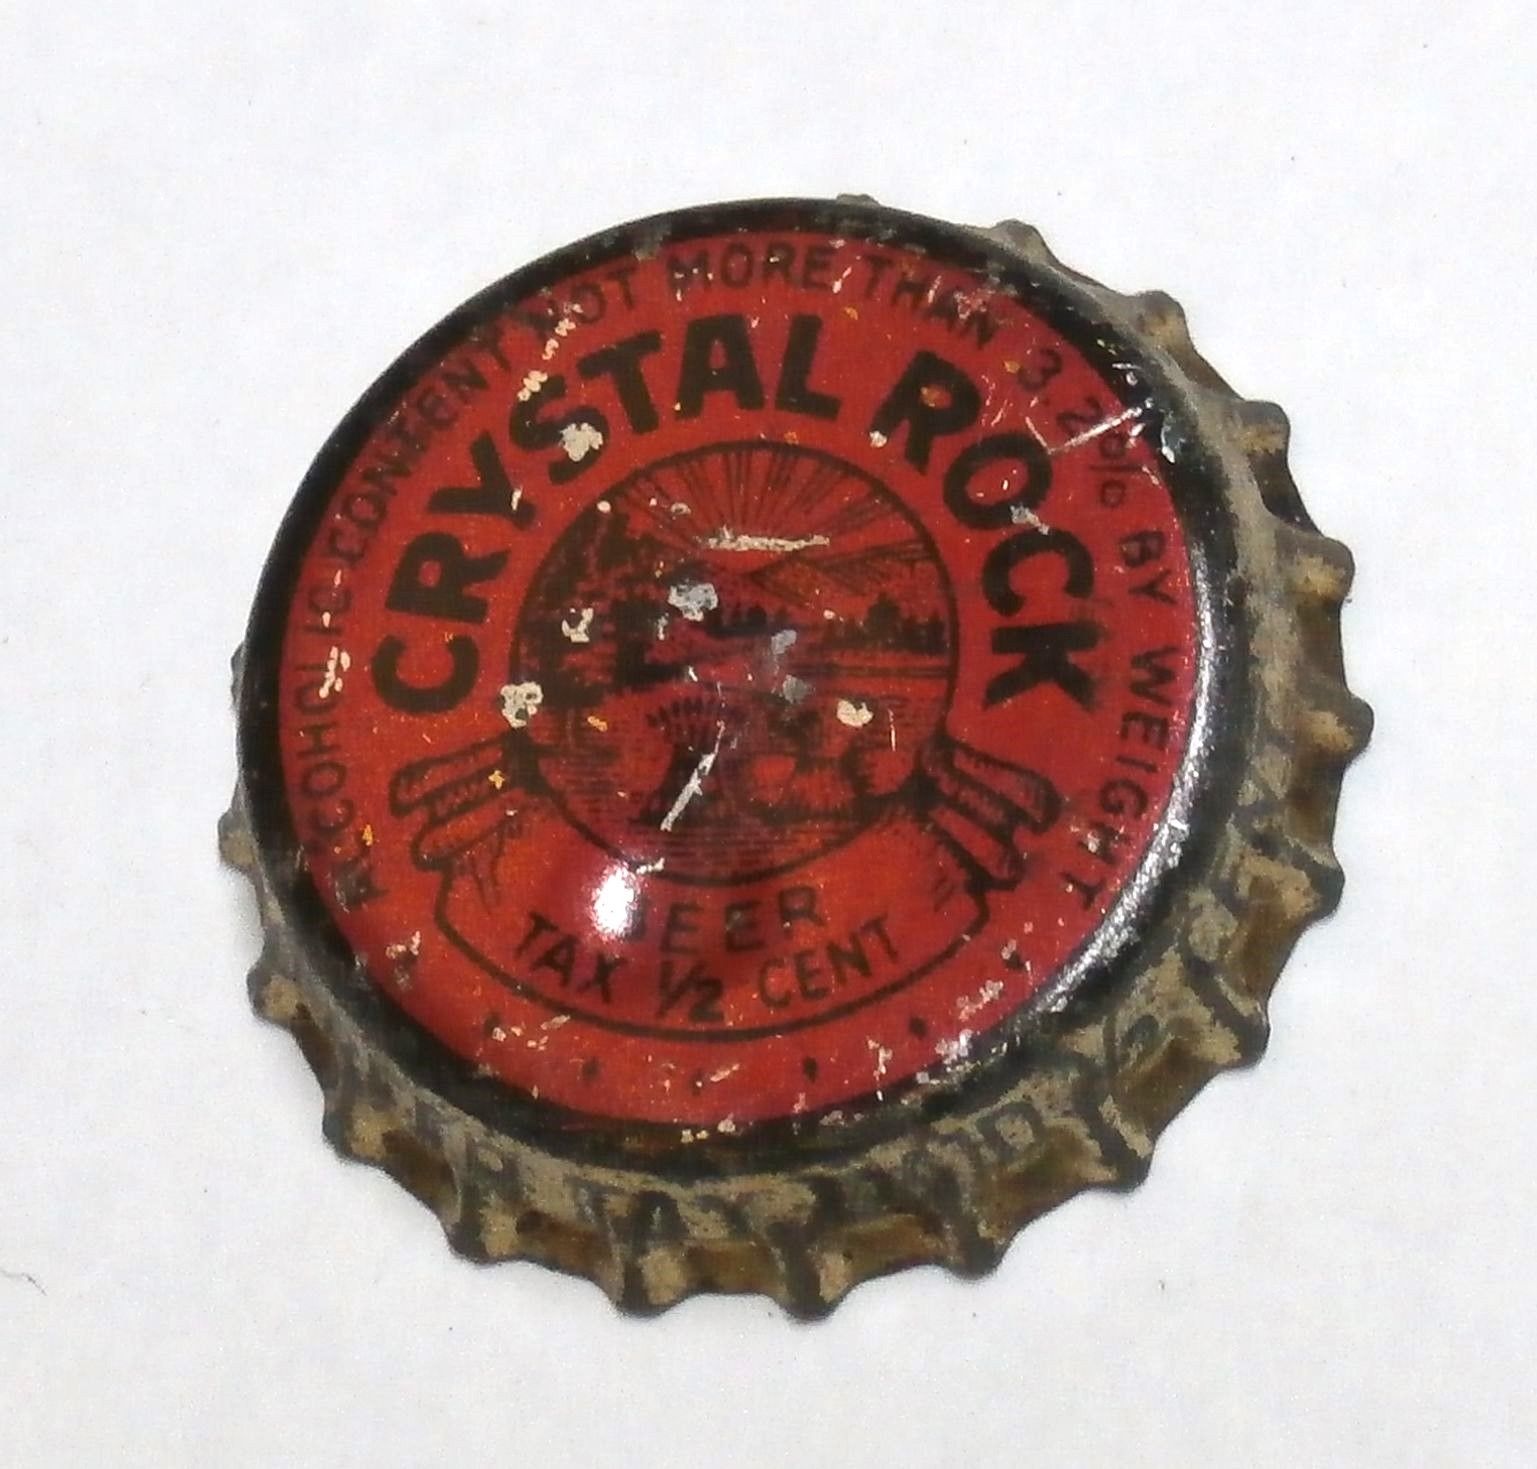 ALCOHOLIC CONTENT NOT MORE THAN 3.2% BY WEIGHT
CRYSTAL ROCK
BEER
TAX 1/2 CENT